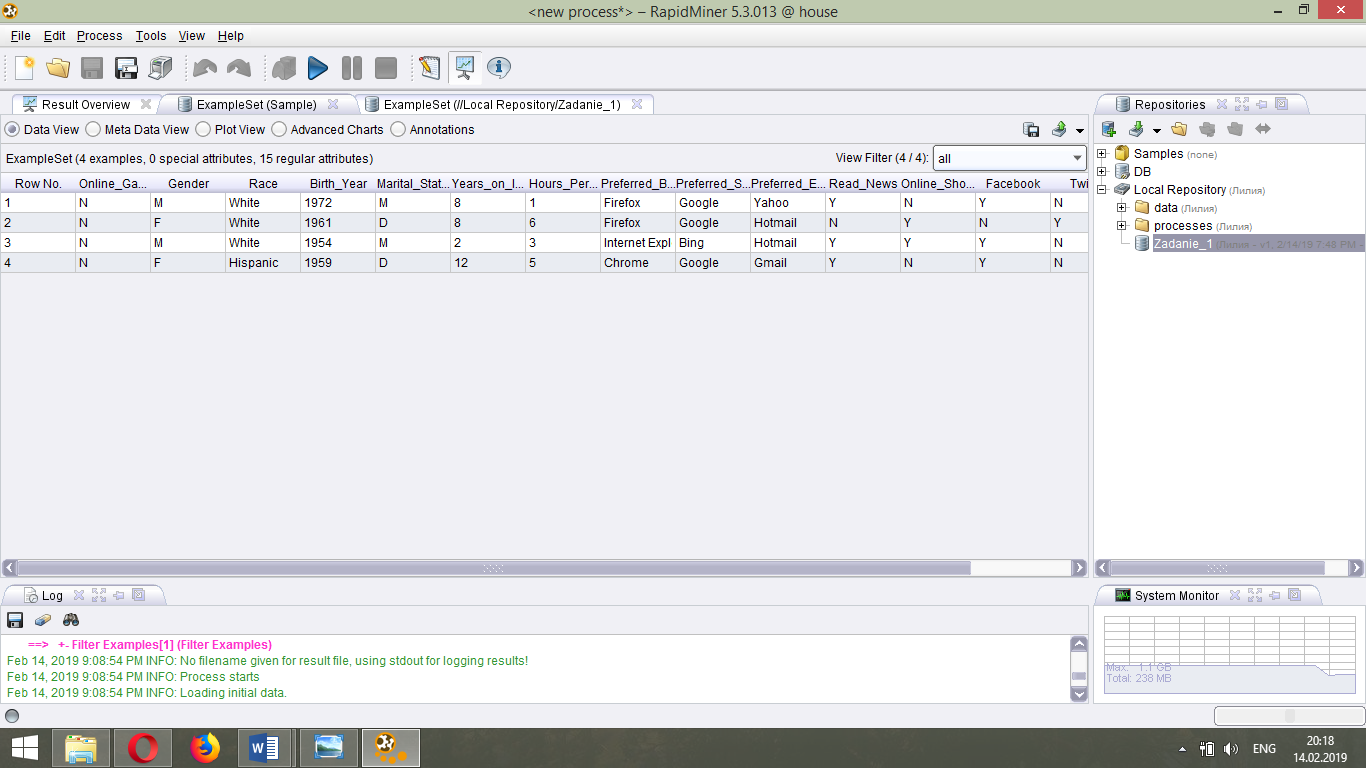 <new process*> – RapidMiner 5.3.013 @ house
File Edit Process Tools View Help
Result Overview ExampleSet (Sample) ExampleSet (//Local Repository/Zadanie_1)
Data View Meta Data View Plot View Advanced Charts Annotations
ExampleSet (4 examples, 0 special attributes, 15 regular attributes) View Filter (4 / 4): all
Row No. Online_Ga... Gender Race Birth_Year Marital_Stat... Years_on_I... Hours_Per... Preferred_B... Preferred_S... Preferred_E... Read_News Online_Sho... Facebook Twi
1 N M White 1972 M 8 1 Firefox Google Yahoo Y N Y N
2 N F White 1961 D 8 6 Firefox Google Hotmail N Y N Y
3 N M White 1954 M 2 3 Internet Expl Bing Hotmail Y Y Y N
4 N F Hispanic 1959 D 12 5 Chrome Google Gmail Y N Y N
Repositories
Samples (none)
DB
Local Repository (Лилия)
data (Лилия)
processes (Лилия)
Zadanie_1 (Лилия - v1, 2/14/19 7:48 PM -
Log
==> +- Filter Examples[1] (Filter Examples)
Feb 14, 2019 9:08:54 PM INFO: No filename given for result file, using stdout for logging results!
Feb 14, 2019 9:08:54 PM INFO: Process starts
Feb 14, 2019 9:08:54 PM INFO: Loading initial data.
System Monitor
Max: 1.1 GB
Total: 238 MB
ENG
20:18
14.02.2019